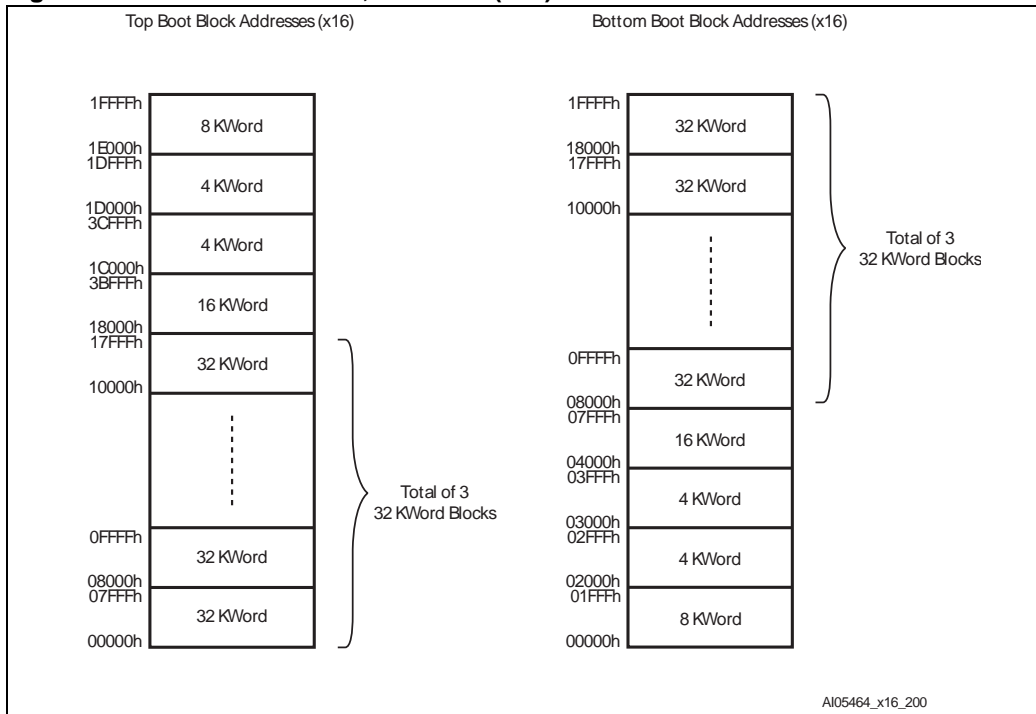 Top Boot Block Addresses (x16)
1FFFFh
8 KWord
1E000h
1DFFFh
4 KWord
1D000h
3CFFFh
4 KWord
1C000h
3BFFFh
16 KWord
18000h
17FFFh
32 KWord
10000h
Total of 3
32 KWord Blocks
0FFFFh
32 KWord
08000h
07FFFh
32 KWord
00000h
Bottom Boot Block Addresses (x16)
1FFFFh
32 KWord
18000h
17FFFh
32 KWord
10000h
Total of 3
32 KWord Blocks
0FFFFh
32 KWord
08000h
07FFFh
16 KWord
04000h
03FFFh
4 KWord
03000h
02FFFh
4 KWord
02000h
01FFFh
8 KWord
00000h
AI05464_x16_200